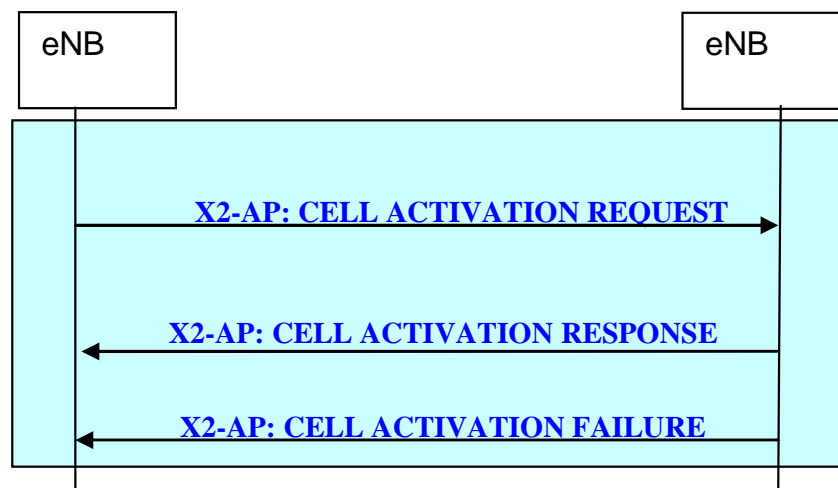 eNB
eNB
X2-AP: CELL ACTIVATION REQUEST
X2-AP: CELL ACTIVATION RESPONSE
X2-AP: CELL ACTIVATION FAILURE